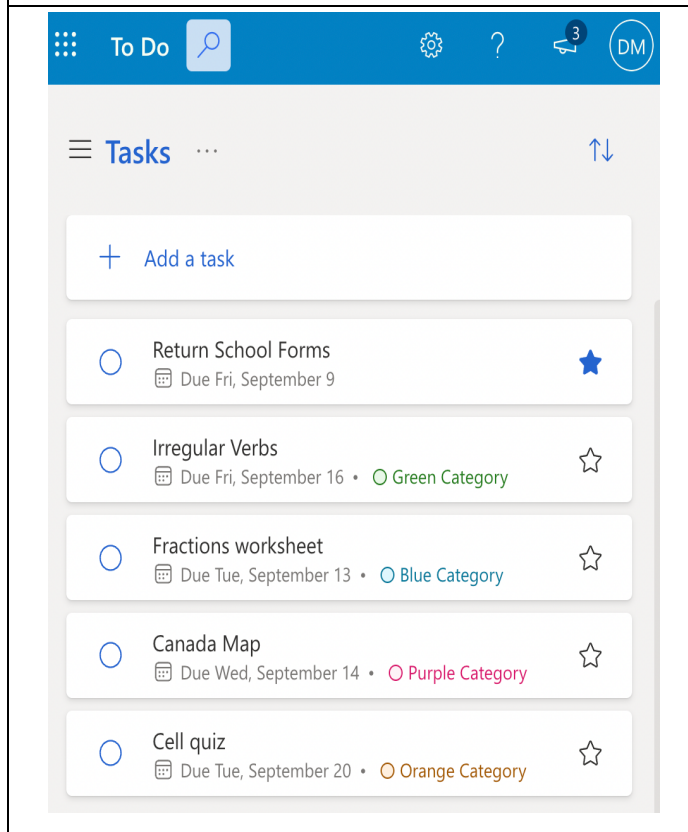 To Do
3
DM
Tasks ...
Add a task
Return School Forms
Due Fri, September 9
Irregular Verbs
Due Fri, September 16 • Green Category
Fractions worksheet
Due Tue, September 13 • Blue Category
Canada Map
Due Wed, September 14 • Purple Category
Cell quiz
Due Tue, September 20 • Orange Category